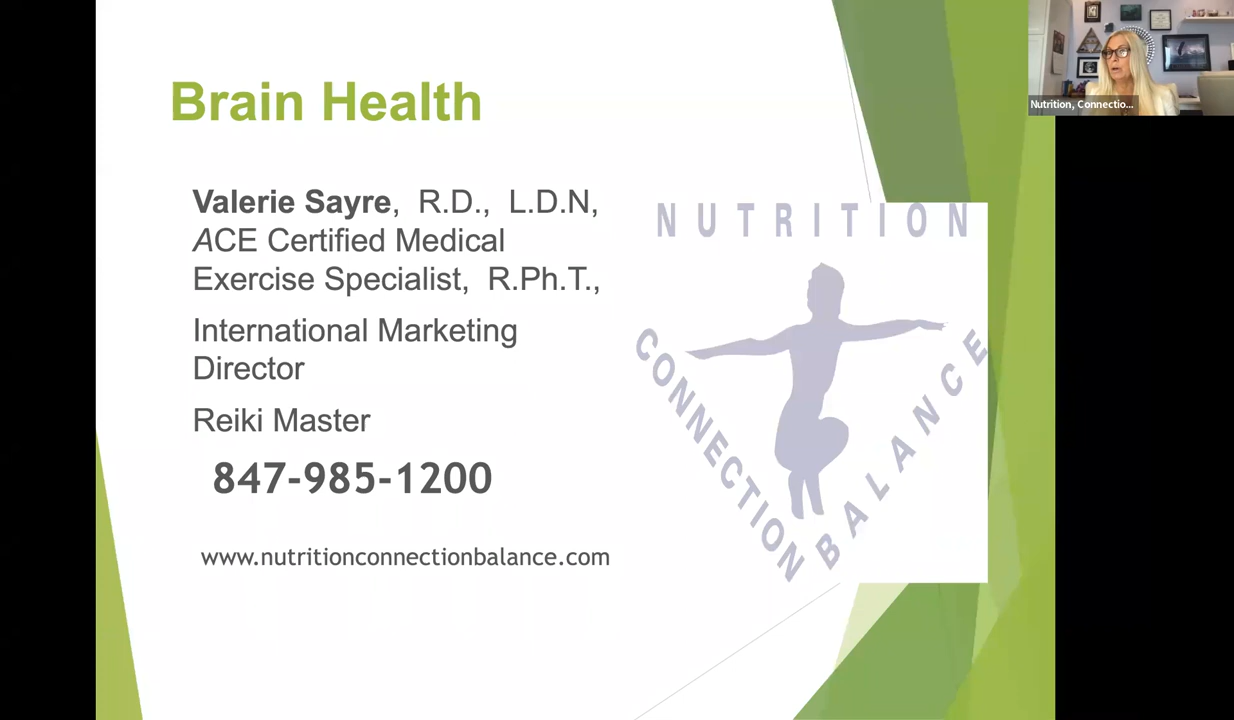 Brain Health
Valerie Sayre, R.D., L.D.N,
ACE Certified Medical
Exercise Specialist, R.Ph.T.,
International Marketing
Director
Reiki Master
847-985-1200
www.nutritionconnectionbalance.com
NUTRITION
CONNECTION
BALANCE
Nutrition, Connectio...